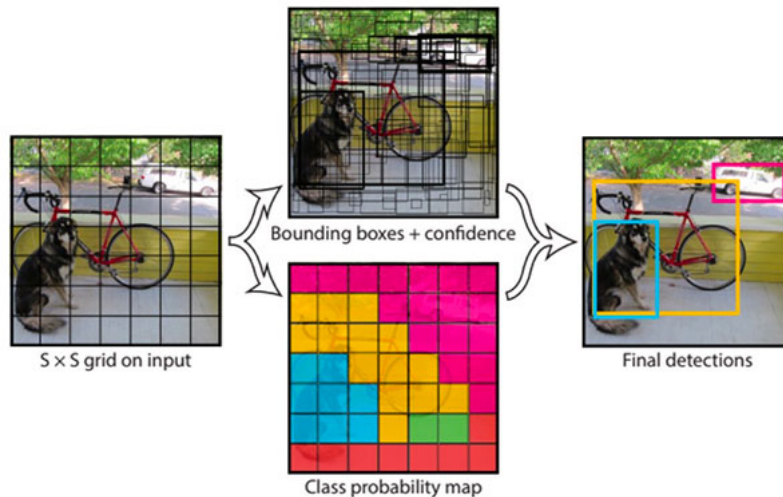 Bounding boxes + confidence
S × S grid on input
Final detections
Class probability map